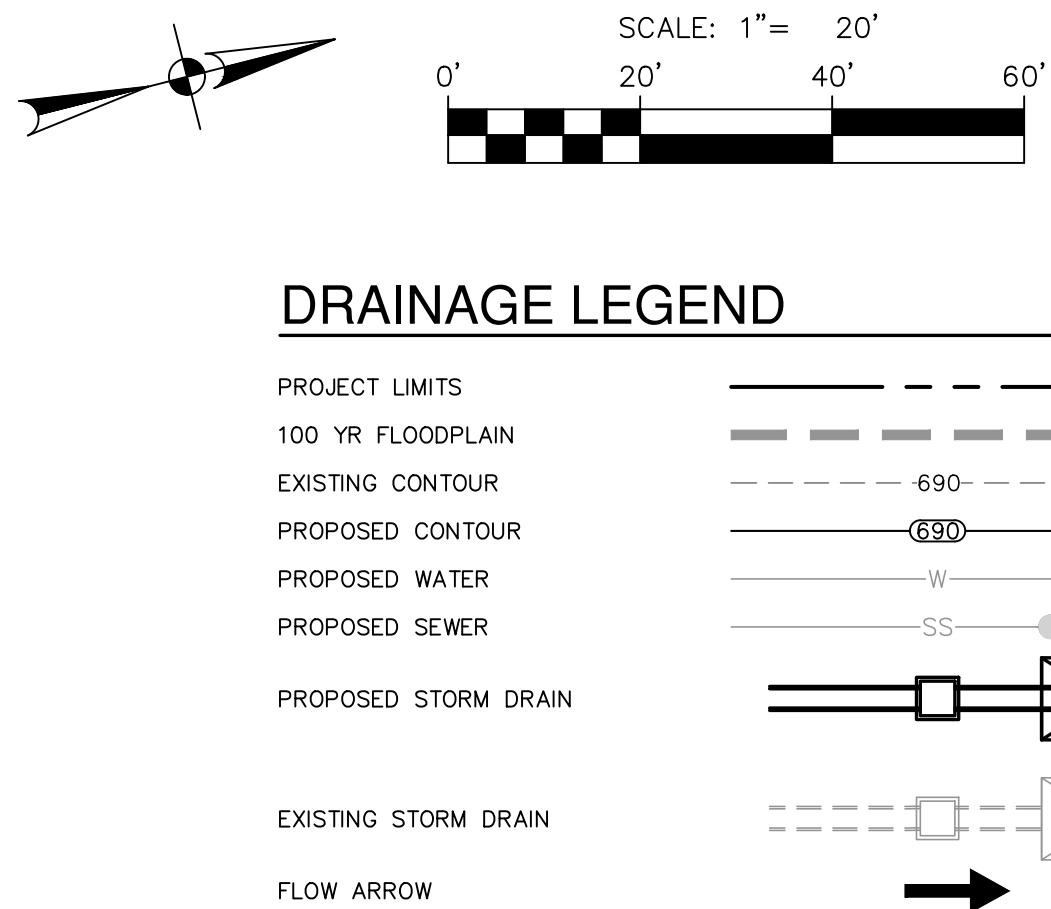 SCALE: 1"= 20'
0' 20' 40' 60'
DRAINAGE LEGEND
PROJECT LIMITS
100 YR FLOODPLAIN
EXISTING CONTOUR 690
PROPOSED CONTOUR 690
PROPOSED WATER W
PROPOSED SEWER SS
PROPOSED STORM DRAIN
EXISTING STORM DRAIN
FLOW ARROW